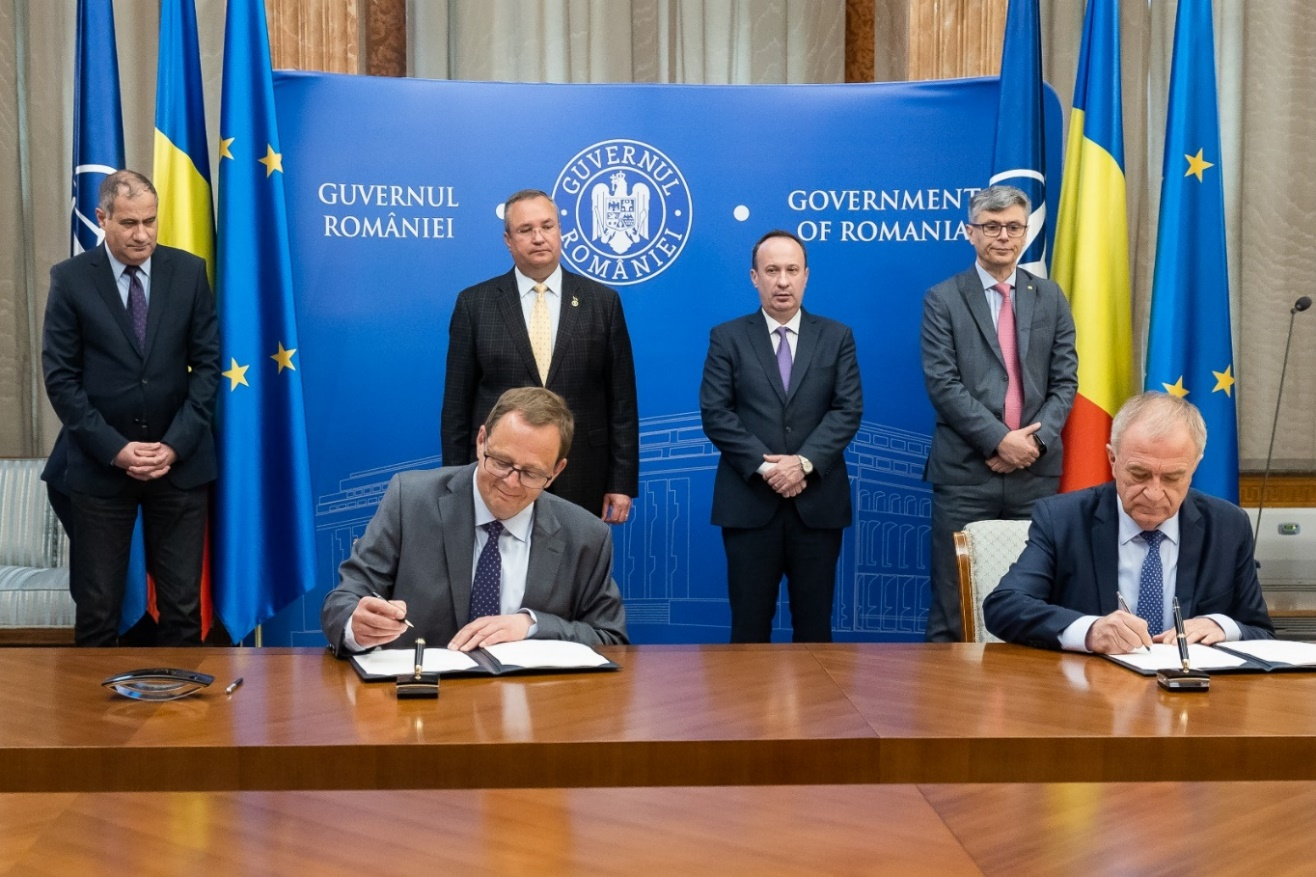 GUVERNUL
ROMÂNIEI
GUVERNUL
ROMÂNIEI
GOVERNMENT
OF ROMANIA